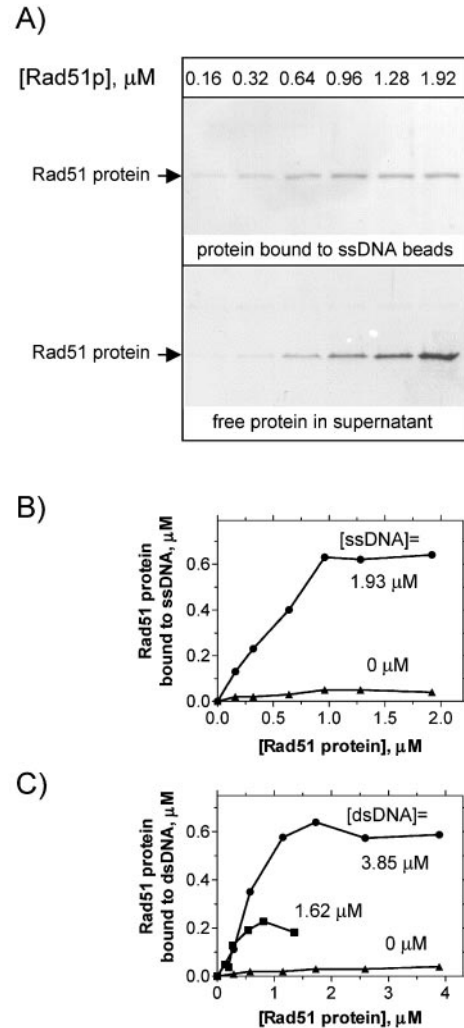 A)
[Rad51p], μM 0.16 0.32 0.64 0.96 1.28 1.92
Rad51 protein
protein bound to ssDNA beads
Rad51 protein
free protein in supernatant
B)
Rad51 protein
bound to ssDNA, μM
0.6
0.4
0.2
0.0
[ssDNA]=
1.93 μM
0 μM
0.0 0.5 1.0 1.5 2.0
[Rad51 protein], μM
C)
Rad51 protein
bound to dsDNA, μM
0.6
0.4
0.2
0.0
[dsDNA]=
3.85 μM
1.62 μM
0 μM
0 1 2 3 4
[Rad51 protein], μM